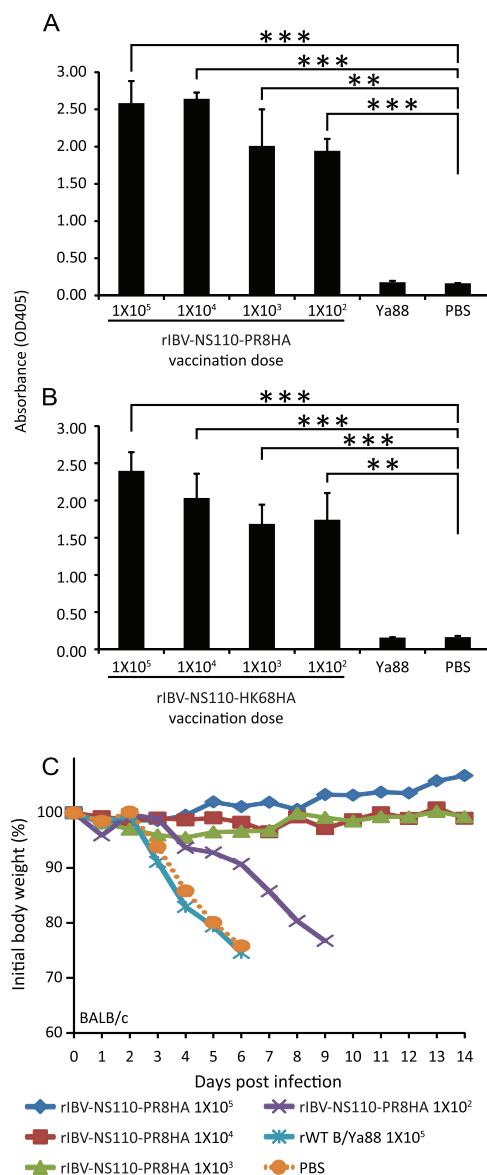 A
***
***
**
***
3.00
2.50
2.00
1.50
1.00
0.50
0.00
1X10⁵ 1X10⁴ 1X10³ 1X10² Ya88 PBS
rIBV-NS110-PR8HA
vaccination dose
Absorbance (OD405)
B
***
***
***
**
3.00
2.50
2.00
1.50
1.00
0.50
0.00
1X10⁵ 1X10⁴ 1X10³ 1X10² Ya88 PBS
rIBV-NS110-HK68HA
vaccination dose
C
Initial body weight (%)
100
90
80
70
60
BALB/c
0 1 2 3 4 5 6 7 8 9 10 11 12 13 14
Days post infection
rIBV-NS110-PR8HA 1X10⁵ rIBV-NS110-PR8HA 1X10²
rIBV-NS110-PR8HA 1X10⁴ rWT B/Ya88 1X10⁵
rIBV-NS110-PR8HA 1X10³ PBS